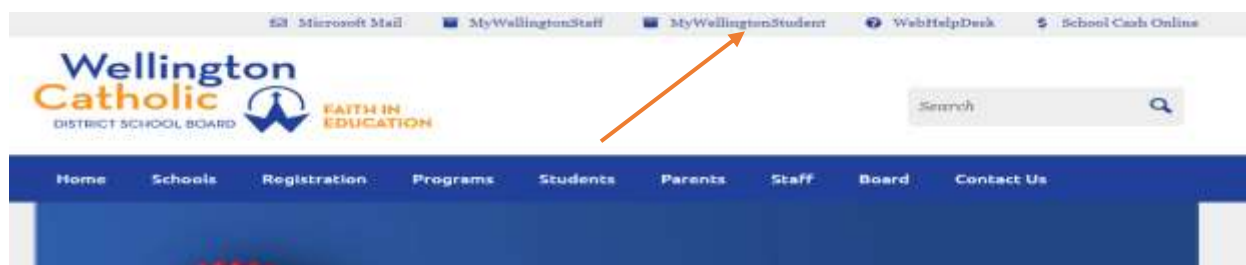 Microsoft Mail MyWellingtonStaff MyWellingtonStudent WebHelpDesk $ School Cash Online
Wellington
Catholic
DISTRICT SCHOOL BOARD
FAITH IN
EDUCATION
Search
Home Schools Registration Programs Students Parents Staff Board Contact Us